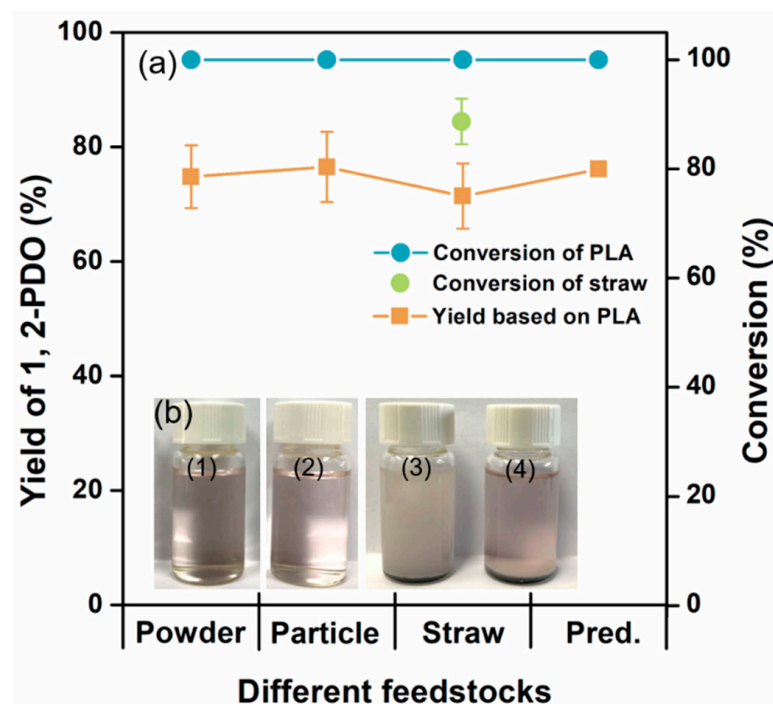 (a)
100
80
60
40
20
0
Yield of 1, 2-PDO (%)
100
80
60
40
20
0
Conversion (%)
Conversion of PLA
Conversion of straw
Yield based on PLA
(b)
(1)
(2)
(3)
(4)
Powder
Particle
Straw
Pred.
Different feedstocks